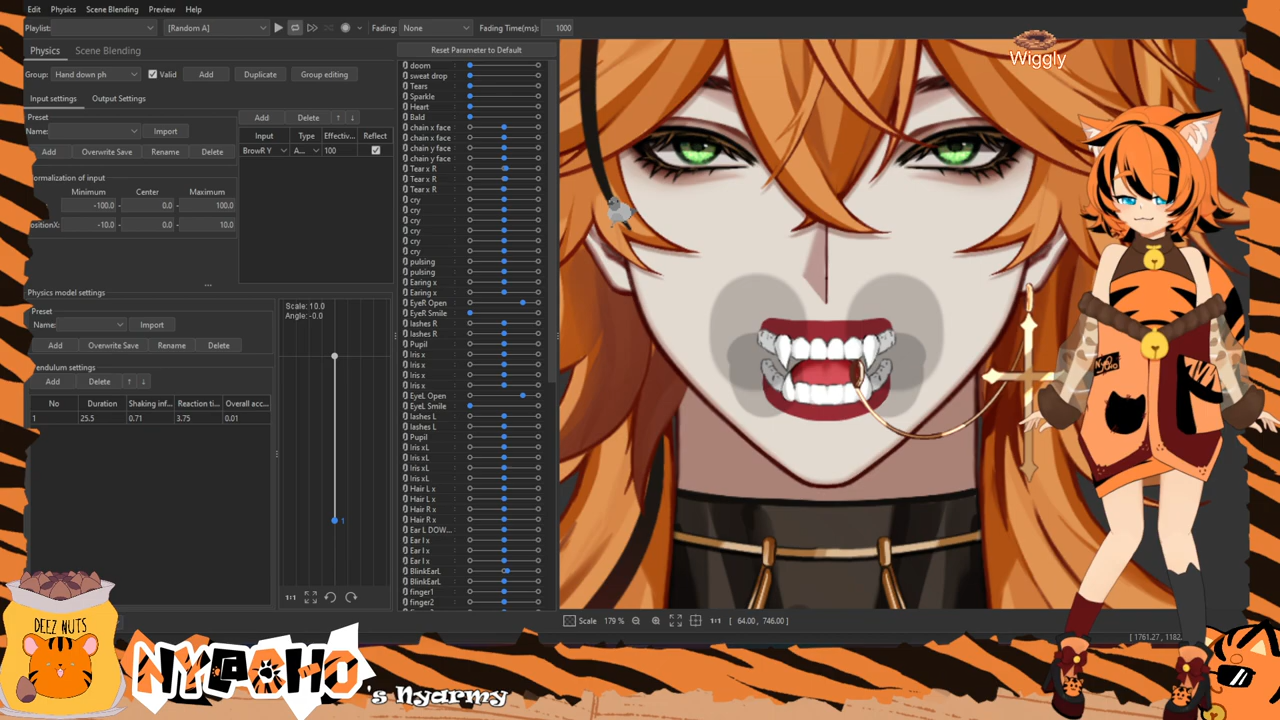 Edit Physics Scene Blending Preview Help
Playlist: [Random A] Fading: None Fading Time(ms): 1000
Physics Scene Blending
Group: Hand down ph Valid Add Duplicate Group editing
Input settings Output Settings
Preset
Name: Import
Add Overwrite Save Rename Delete
Add Delete ↑ ↓
Input Type Effectiv... Reflect
BrowR Y A... 100
ormalization of input
Minimum Center Maximum
-100.0 - 0.0 - 100.0
ositionX: -10.0 - 0.0 - 10.0
Physics model settings
Preset
Name: Import
Add Overwrite Save Rename Delete
endulum settings
Add Delete ↑ ↓
No Duration Shaking inf... Reaction ti... Overall acc...
1 25.5 0.71 3.75 0.01
Scale: 10.0
Angle: -0.0
1
1:1
Reset Parameter to Default
doom
sweat drop
Tears
Sparkle
Heart
Bald
chain x face
chain x face
chain y face
chain y face
Tear x R
Tear x R
Tear x R
cry
cry
cry
cry
cry
cry
pulsing
pulsing
Earing x
Earing x
EyeR Open
EyeR Smile
lashes R
lashes R
Pupil
Iris x
Iris x
Iris x
Iris x
EyeL Open
EyeL Smile
lashes L
lashes L
Pupil
Iris xL
Iris xL
Iris xL
Iris xL
Hair L x
Hair L x
Hair R x
Hair R x
Ear L DOW...
Ear l x
Ear l x
Ear l x
BlinkEarL
BlinkEarL
finger1
finger2
Wiggly
Scale 179 % 1:1 [ 64.00, 746.00 ]
[ 1761.27, 1182.
DEEZ NUTS
NYAOHO
's Nyarmy